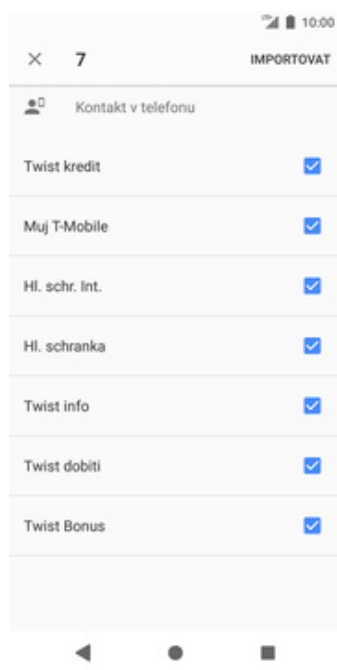 10:00
7 IMPORTOVAT
Kontakt v telefonu
Twist kredit
Muj T-Mobile
Hl. schr. Int.
Hl. schranka
Twist info
Twist dobiti
Twist Bonus